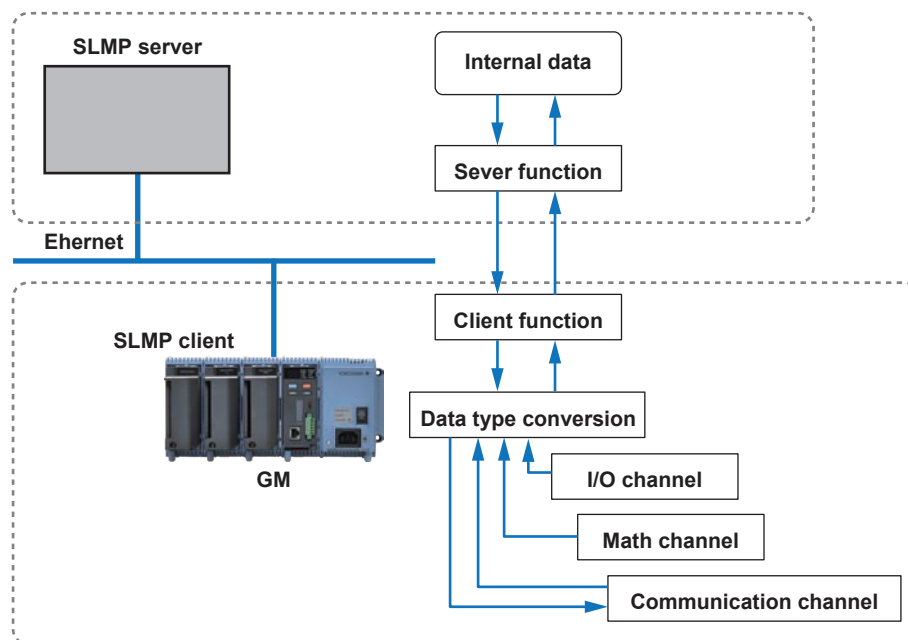 SLMP server
Internal data
Sever function
Ehernet
Client function
SLMP client
Data type conversion
GM
I/O channel
Math channel
Communication channel